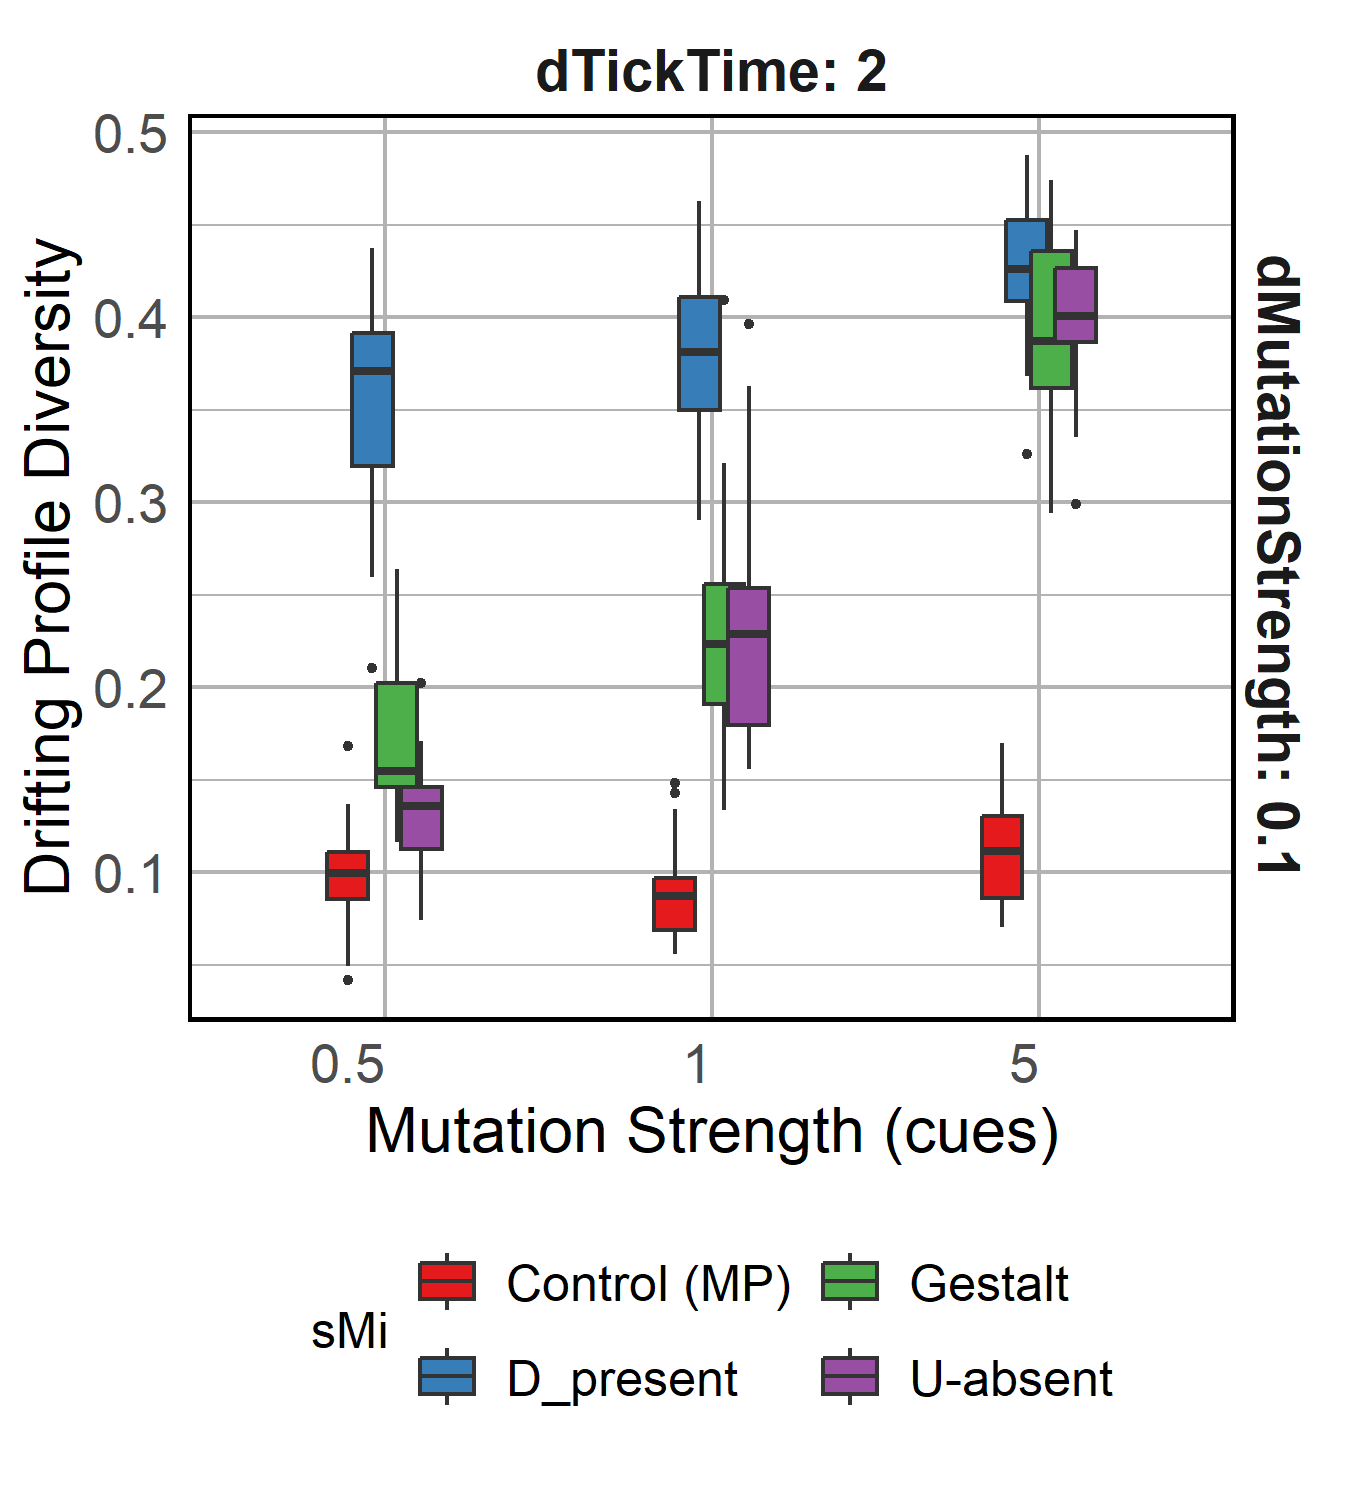 dTickTime: 2
Drifting Profile Diversity
0.5
0.4
0.3
0.2
0.1
dMutationStrength: 0.1
0.5 1 5
Mutation Strength (cues)
sMi
Control (MP) Gestalt
D_present U-absent